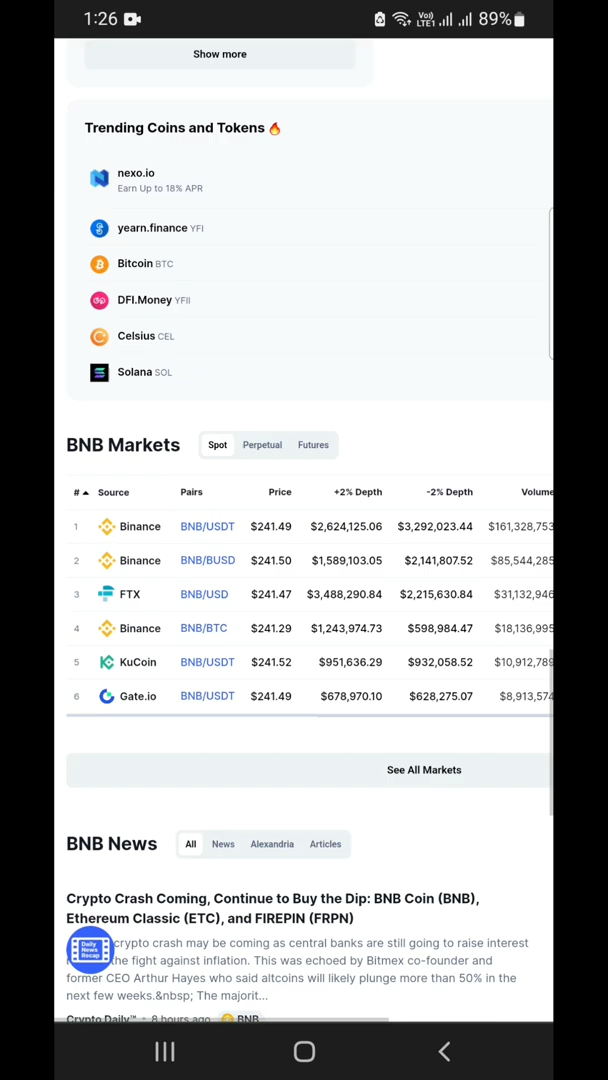 1:26 Vo)) LTE1 89%
Show more
Trending Coins and Tokens 🔥
nexo.io
Earn Up to 18% APR
yearn.finance YFI
Bitcoin BTC
DFI.Money YFII
Celsius CEL
Solana SOL
BNB Markets Spot Perpetual Futures
# Source Pairs Price +2% Depth -2% Depth Volume
1 Binance BNB/USDT $241.49 $2,624,125.06 $3,292,023.44 $161,328,753
2 Binance BNB/BUSD $241.50 $1,589,103.05 $2,141,807.52 $85,544,285
3 FTX BNB/USD $241.47 $3,488,290.84 $2,215,630.84 $31,132,946
4 Binance BNB/BTC $241.29 $1,243,974.73 $598,984.47 $18,136,995
5 KuCoin BNB/USDT $241.52 $951,636.29 $932,058.52 $10,912,789
6 Gate.io BNB/USDT $241.49 $678,970.10 $628,275.07 $8,913,574
See All Markets
BNB News All News Alexandria Articles
Crypto Crash Coming, Continue to Buy the Dip: BNB Coin (BNB),
Ethereum Classic (ETC), and FIREPIN (FRPN)
Daily News Recap
crypto crash may be coming as central banks are still going to raise interest
the fight against inflation. This was echoed by Bitmex co-founder and
former CEO Arthur Hayes who said altcoins will likely plunge more than 50% in the
next few weeks.&nbsp; The majorit...
Crypto Daily™ • 8 hours ago BNB